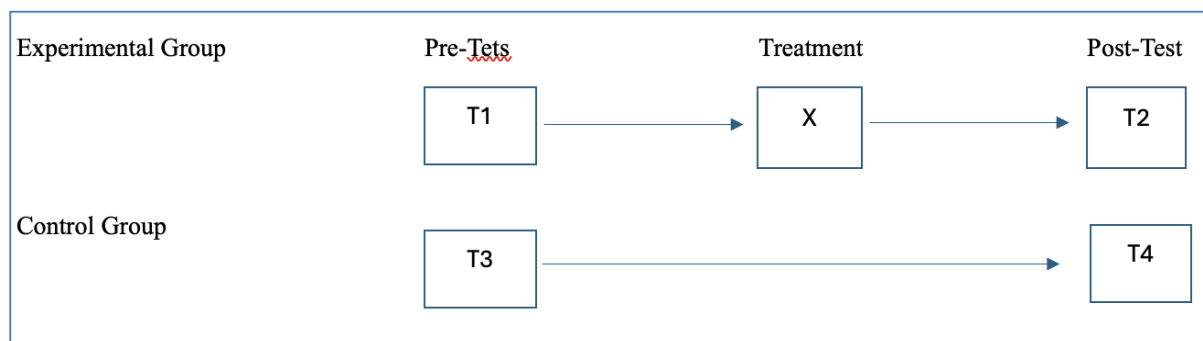 Experimental Group Pre-Tets Treatment Post-Test
T1 X T2
Control Group
T3 T4